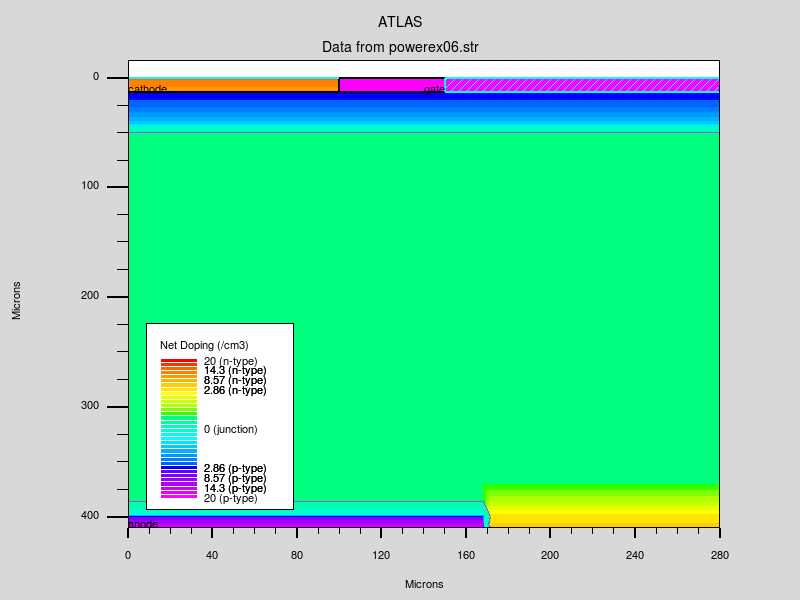 ATLAS
Data from powerex06.str
0
cathode
gate
100
200
300
400
Microns
Net Doping (/cm3)
20 (n-type)
14.3 (n-type)
8.57 (n-type)
2.86 (n-type)
0 (junction)
2.86 (p-type)
8.57 (p-type)
14.3 (p-type)
20 (p-type)
anode
0
40
80
120
160
200
240
280
Microns